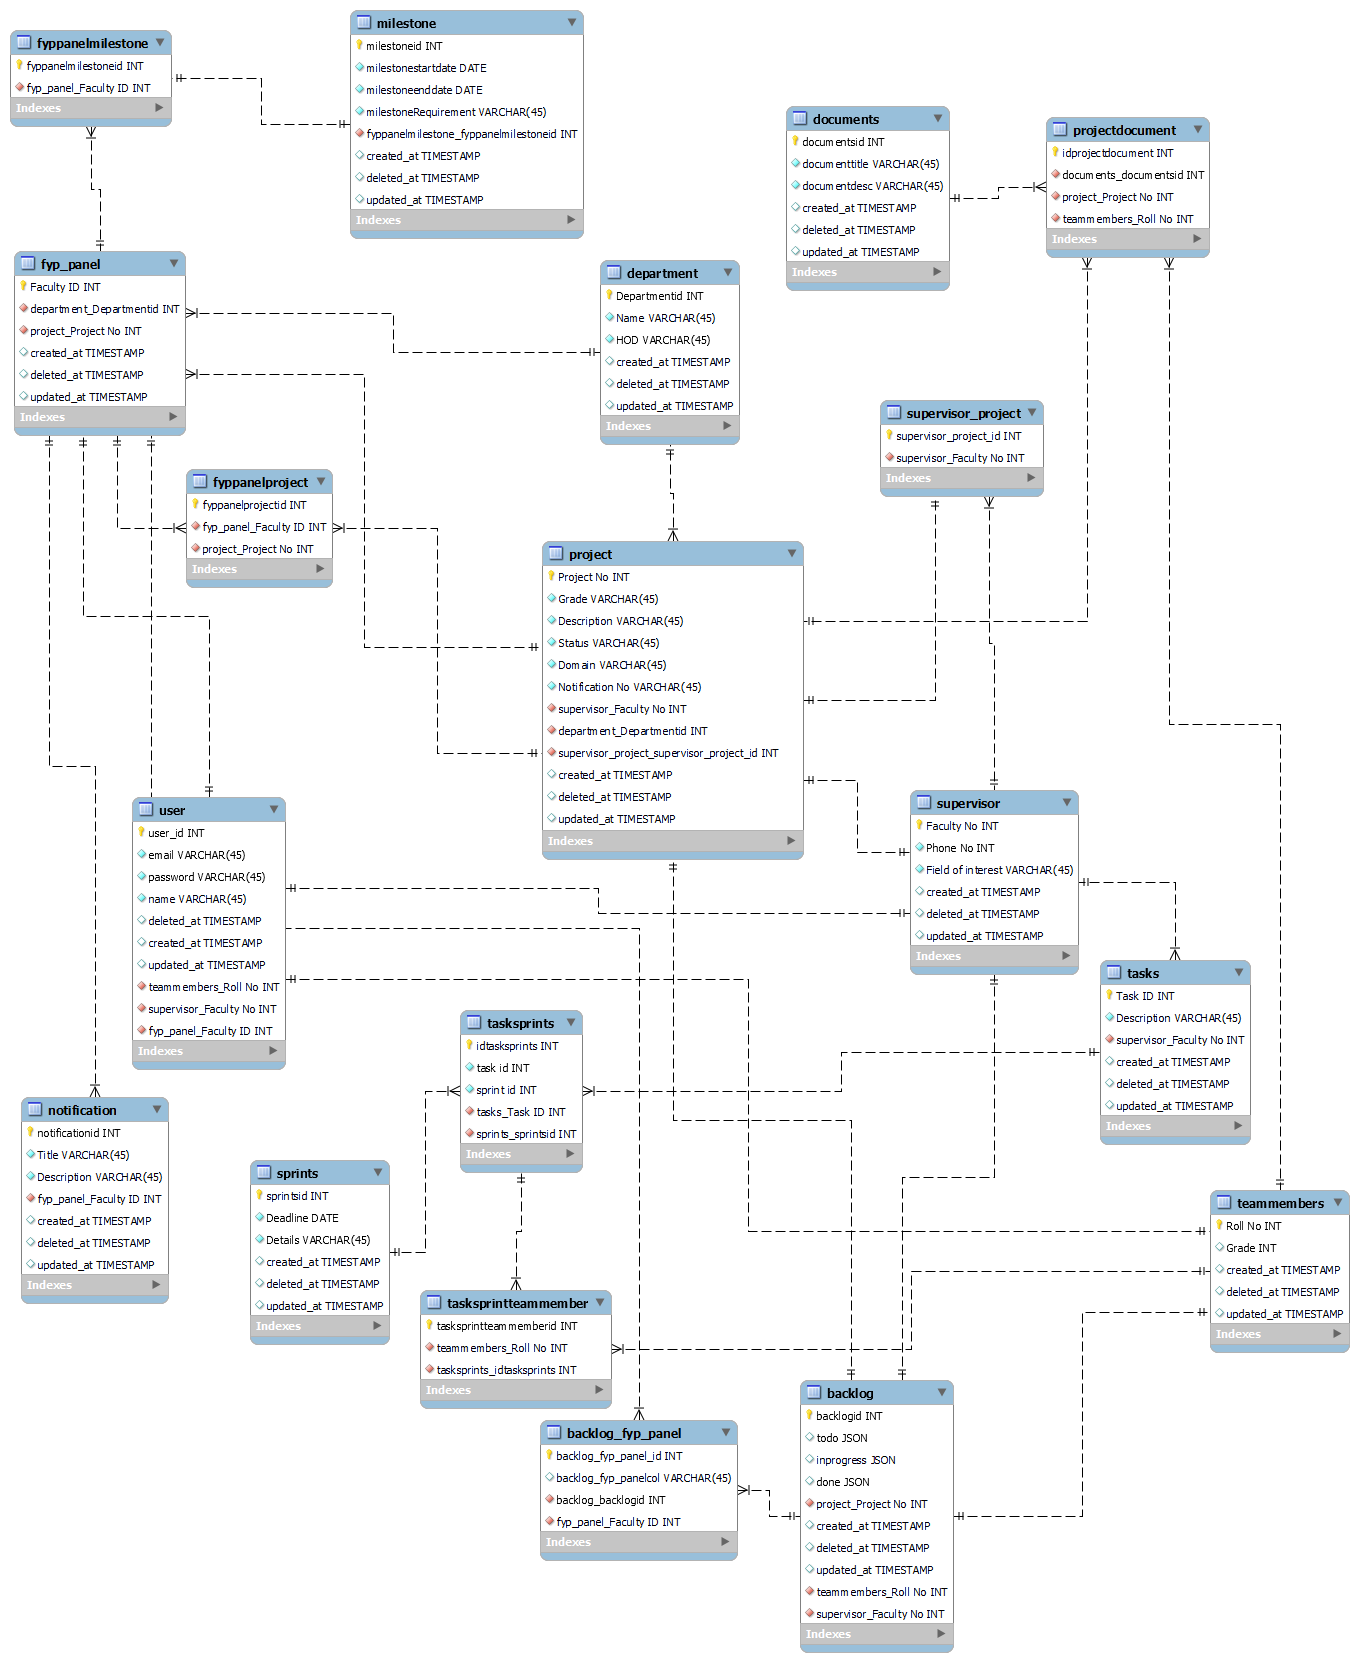 fyppanelmilestone
fyppanelmilestoneid INT
fyp_panel_Faculty ID INT
Indexes
milestone
milestoneid INT
milestonestartdate DATE
milestoneenddate DATE
milestoneRequirement VARCHAR(45)
fyppanelmilestone_fyppanelmilestoneid INT
created_at TIMESTAMP
deleted_at TIMESTAMP
updated_at TIMESTAMP
Indexes
documents
documentsid INT
documenttitle VARCHAR(45)
documentdesc VARCHAR(45)
created_at TIMESTAMP
deleted_at TIMESTAMP
updated_at TIMESTAMP
Indexes
projectdocument
idprojectdocument INT
documents_documentsid INT
project_Project No INT
teammembers_Roll No INT
Indexes
fyp_panel
Faculty ID INT
department_Departmentid INT
project_Project No INT
created_at TIMESTAMP
deleted_at TIMESTAMP
updated_at TIMESTAMP
Indexes
department
Departmentid INT
Name VARCHAR(45)
HOD VARCHAR(45)
created_at TIMESTAMP
deleted_at TIMESTAMP
updated_at TIMESTAMP
Indexes
supervisor_project
supervisor_project_id INT
supervisor_Faculty No INT
Indexes
fyppanelproject
fyppanelprojectid INT
fyp_panel_Faculty ID INT
project_Project No INT
Indexes
project
Project No INT
Grade VARCHAR(45)
Description VARCHAR(45)
Status VARCHAR(45)
Domain VARCHAR(45)
Notification No VARCHAR(45)
supervisor_Faculty No INT
department_Departmentid INT
supervisor_project_supervisor_project_id INT
created_at TIMESTAMP
deleted_at TIMESTAMP
updated_at TIMESTAMP
Indexes
user
user_id INT
email VARCHAR(45)
password VARCHAR(45)
name VARCHAR(45)
deleted_at TIMESTAMP
created_at TIMESTAMP
updated_at TIMESTAMP
teammembers_Roll No INT
supervisor_Faculty No INT
fyp_panel_Faculty ID INT
Indexes
supervisor
Faculty No INT
Phone No INT
Field of interest VARCHAR(45)
created_at TIMESTAMP
deleted_at TIMESTAMP
updated_at TIMESTAMP
Indexes
tasks
Task ID INT
Description VARCHAR(45)
supervisor_Faculty No INT
created_at TIMESTAMP
deleted_at TIMESTAMP
updated_at TIMESTAMP
Indexes
tasksprints
idtasksprints INT
task id INT
sprint id INT
tasks_Task ID INT
sprints_sprintsid INT
Indexes
notification
notificationid INT
Title VARCHAR(45)
Description VARCHAR(45)
fyp_panel_Faculty ID INT
created_at TIMESTAMP
deleted_at TIMESTAMP
updated_at TIMESTAMP
Indexes
sprints
sprintsid INT
Deadline DATE
Details VARCHAR(45)
created_at TIMESTAMP
deleted_at TIMESTAMP
updated_at TIMESTAMP
Indexes
teammembers
Roll No INT
Grade INT
created_at TIMESTAMP
deleted_at TIMESTAMP
updated_at TIMESTAMP
Indexes
tasksprintteammember
tasksprintteammemberid INT
teammembers_Roll No INT
tasksprints_idtasksprints INT
Indexes
backlog
backlogid INT
todo JSON
inprogress JSON
done JSON
project_Project No INT
created_at TIMESTAMP
deleted_at TIMESTAMP
updated_at TIMESTAMP
teammembers_Roll No INT
supervisor_Faculty No INT
Indexes
backlog_fyp_panel
backlog_fyp_panel_id INT
backlog_fyp_panelcol VARCHAR(45)
backlog_backlogid INT
fyp_panel_Faculty ID INT
Indexes